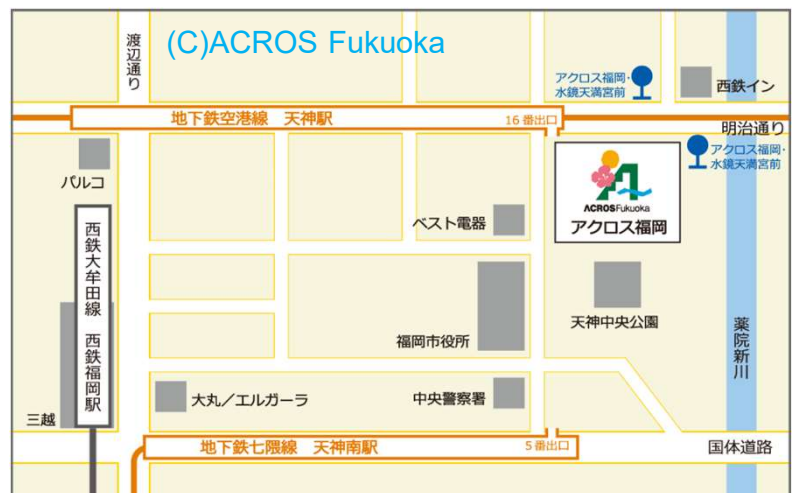 渡辺通り
(C)ACROS Fukuoka
アクロス福岡・
水鏡天満宮前
西鉄イン
地下鉄空港線 天神駅
16番出口
明治通り
アクロス福岡・
水鏡天満宮前
パルコ
ACROSFukuoka
アクロス福岡
ベスト電器
西鉄大牟田線 西鉄福岡駅
天神中央公園
福岡市役所
薬院新川
大丸/エルガーラ
中央警察署
三越
地下鉄七隈線 天神南駅
5番出口
国体道路